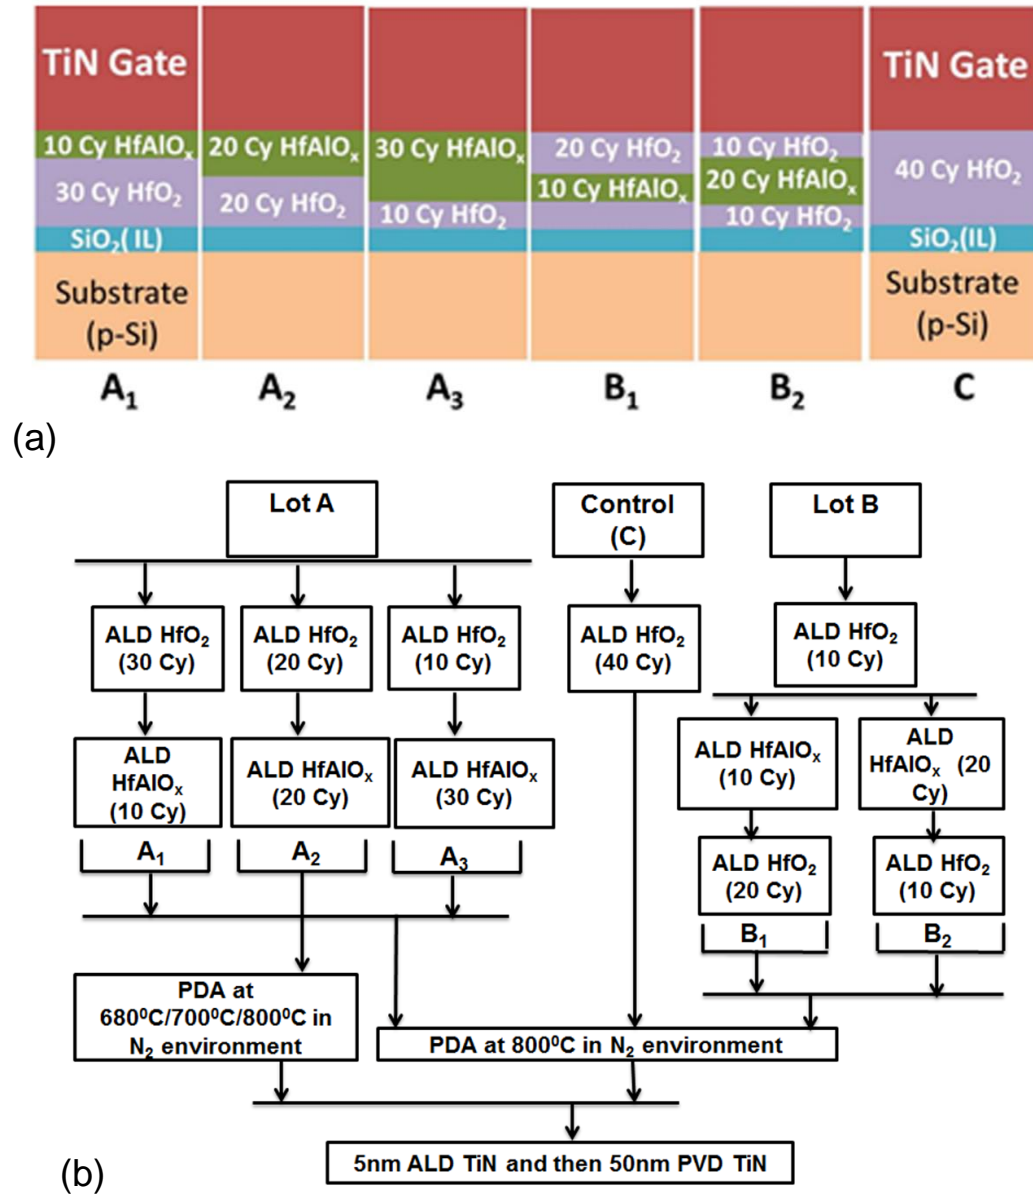 TiN Gate
TiN Gate
10 Cy HfAlOₓ
20 Cy HfAlOₓ
30 Cy HfAlOₓ
20 Cy HfO₂
10 Cy HfO₂
40 Cy HfO₂
30 Cy HfO₂
20 Cy HfO₂
10 Cy HfO₂
10 Cy HfAlOₓ
20 Cy HfAlOₓ
10 Cy HfO₂
SiO₂( IL)
SiO₂(IL)
Substrate
(p-Si)
Substrate
(p-Si)
A₁
A₂
A₃
B₁
B₂
C
(a)
Lot A
Control
(C)
Lot B
ALD HfO₂
(30 Cy)
ALD HfO₂
(20 Cy)
ALD HfO₂
(10 Cy)
ALD HfO₂
(40 Cy)
ALD HfO₂
(10 Cy)
ALD
HfAlOₓ
(10 Cy)
ALD HfAlOₓ
(20 Cy)
ALD HfAlOₓ
(30 Cy)
ALD HfAlOₓ
(10 Cy)
ALD
HfAlOₓ (20
Cy)
A₁
A₂
A₃
ALD HfO₂
(20 Cy)
ALD HfO₂
(10 Cy)
B₁
B₂
PDA at
680⁰C/700⁰C/800⁰C in
N₂ environment
PDA at 800⁰C in N₂ environment
5nm ALD TiN and then 50nm PVD TiN
(b)